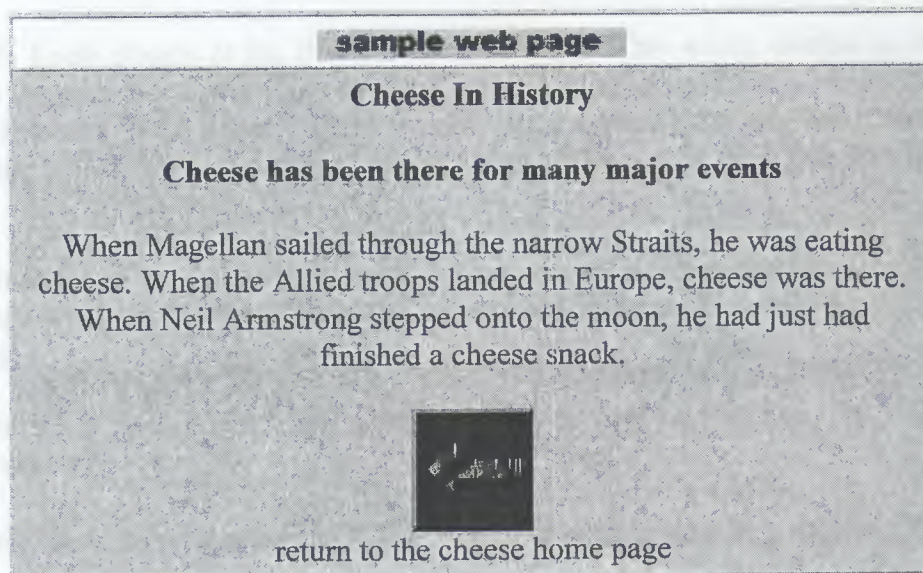 sample web page
Cheese In History
Cheese has been there for many major events
When Magellan sailed through the narrow Straits, he was eating
cheese. When the Allied troops landed in Europe, cheese was there.
When Neil Armstrong stepped onto the moon, he had just had
finished a cheese snack.
return to the cheese home page